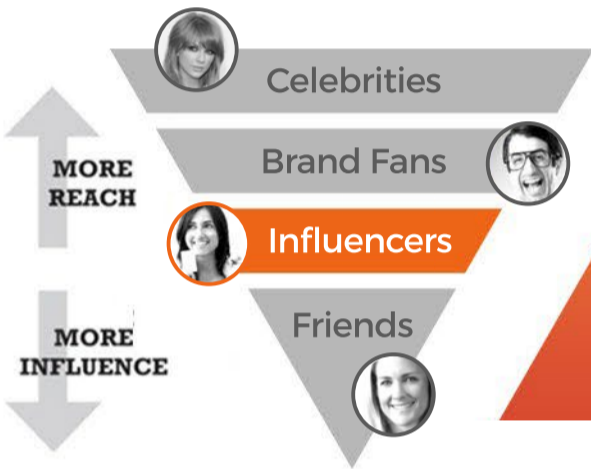 Celebrities
Brand Fans
Influencers
Friends
MORE
REACH
MORE
INFLUENCE